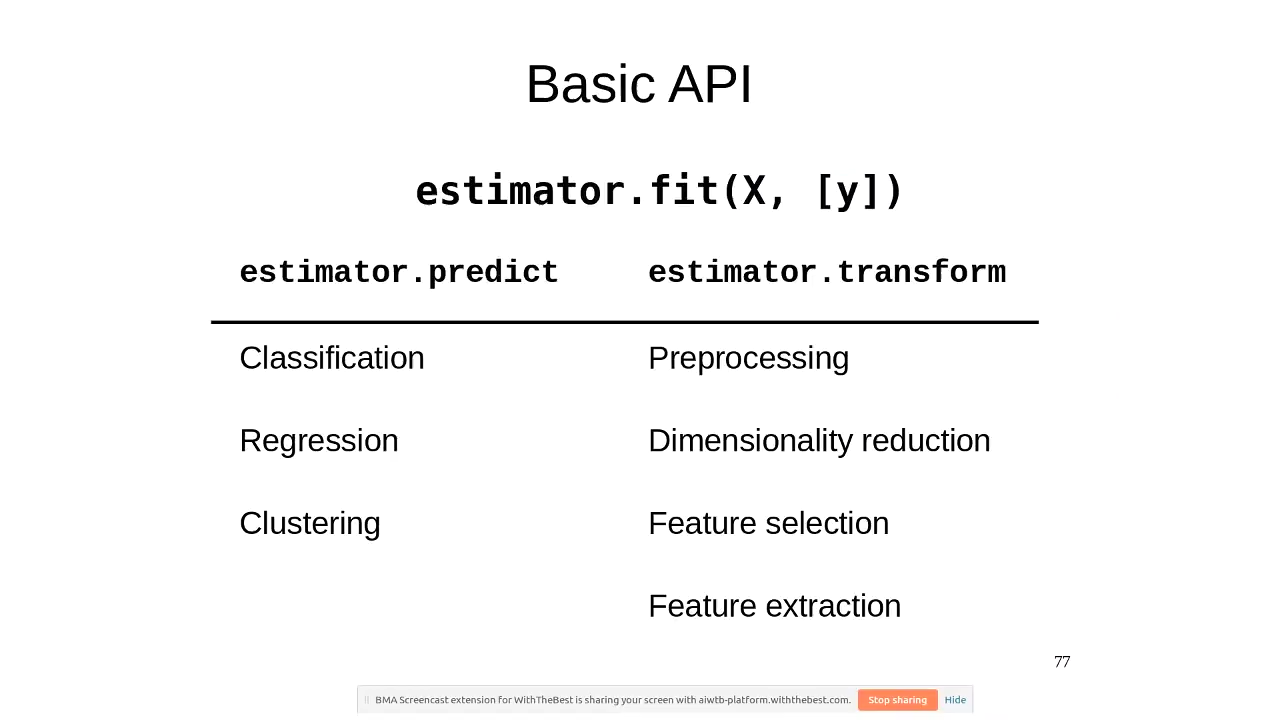 Basic API
estimator.fit(X, [y])
estimator.predict estimator.transform
Classification Preprocessing
Regression Dimensionality reduction
Clustering Feature selection
Feature extraction
77
BMA Screencast extension for WithTheBest is sharing your screen with aiwtb-platform.withthebest.com. Stop sharing Hide